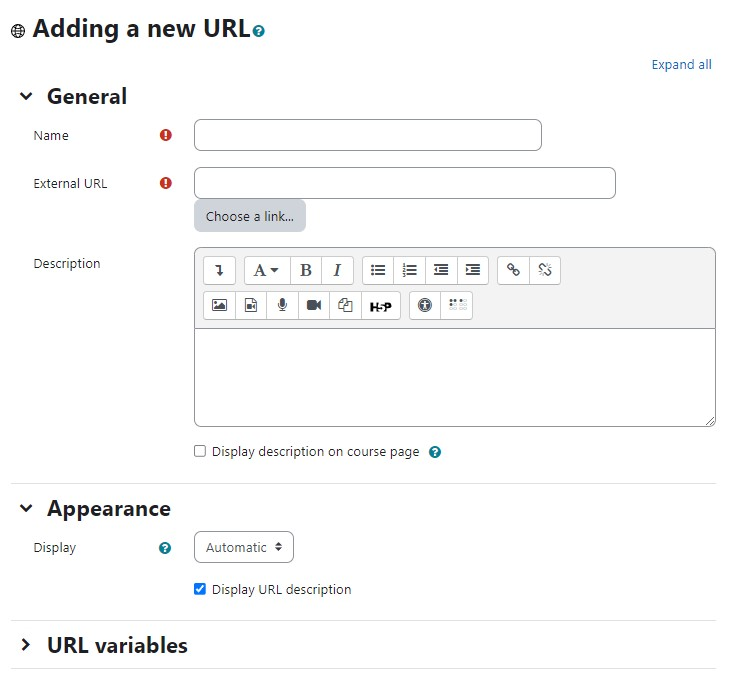 Adding a new URL
Expand all
General
Name
External URL
Choose a link...
Description
A B I
H-P
Display description on course page
Appearance
Display
Automatic
Display URL description
URL variables